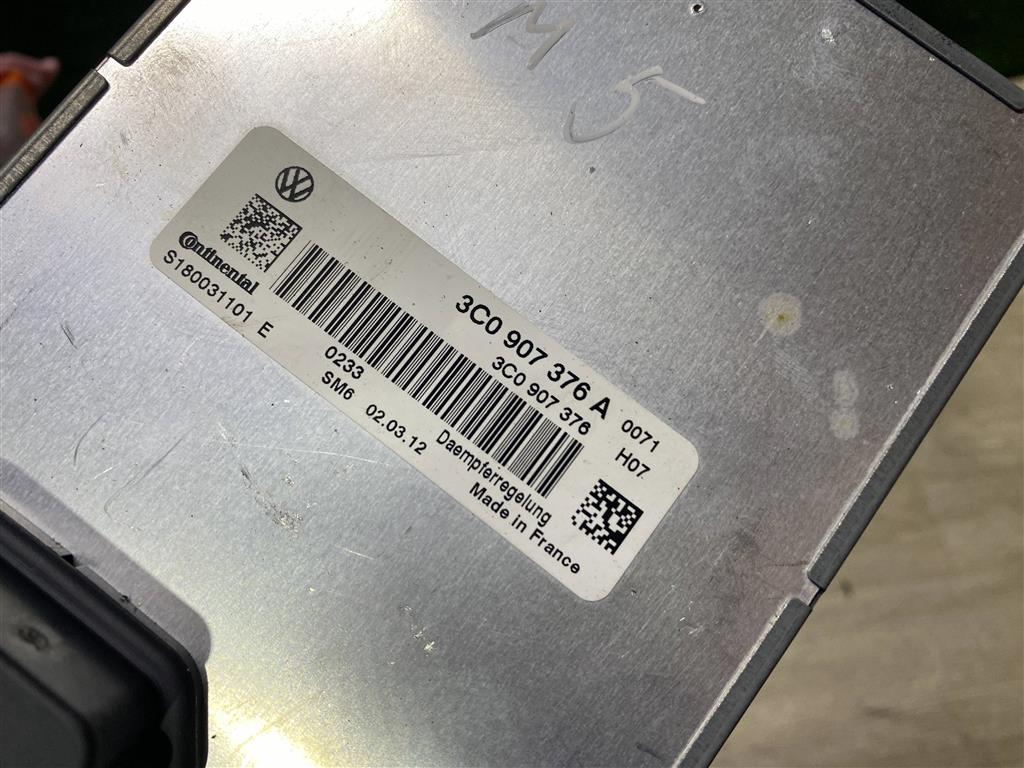 M5
3C0 907 376 A 0071
3C0 907 376 H07
Continental
S180031101 E
0233
SM6 02.03.12
Daempferregelung
Made in France